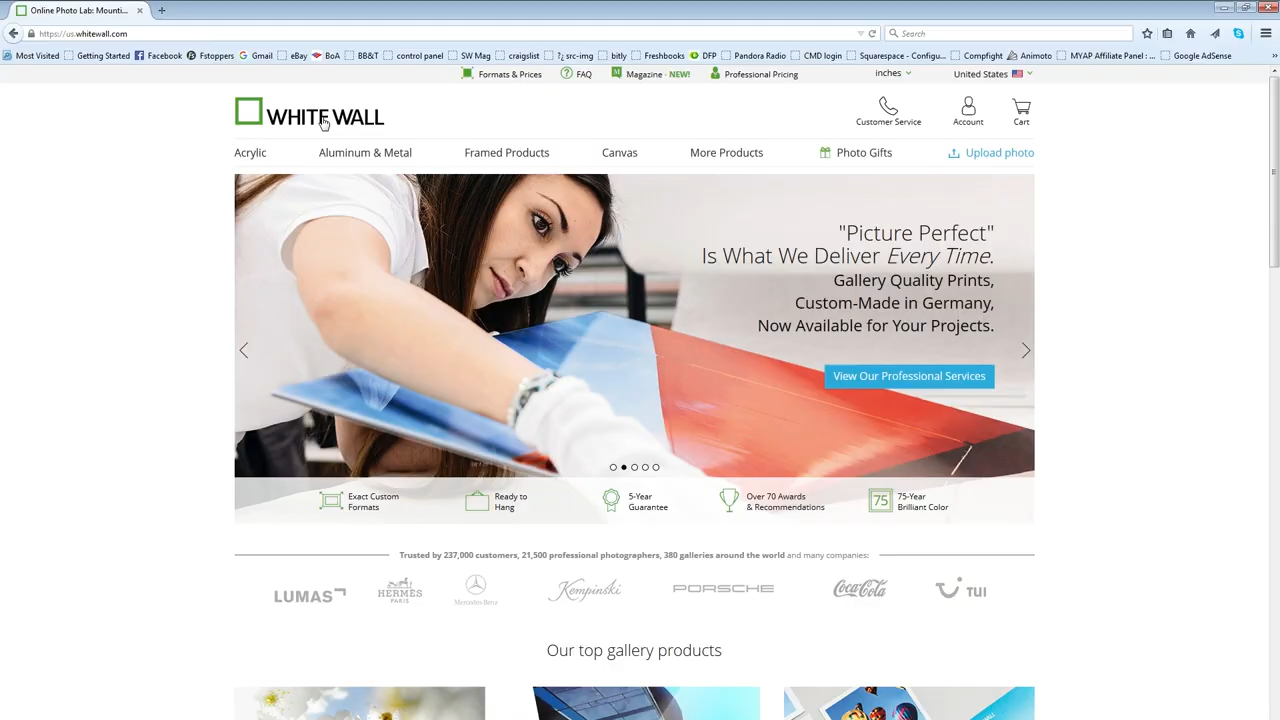 Online Photo Lab: Mounti...
https://us.whitewall.com
Search
Most Visited Getting Started Facebook Fstoppers Gmail eBay BoA BB&T control panel SW Mag craigslist ?¿ src-img bitly Freshbooks DFP Pandora Radio CMD login Squarespace - Configu... Compfight Animoto MYAP Affiliate Panel : ... Google AdSense
Formats & Prices FAQ Magazine - NEW! Professional Pricing inches United States
WHITEWALL
Customer Service Account Cart
Acrylic Aluminum & Metal Framed Products Canvas More Products Photo Gifts Upload photo
"Picture Perfect"
Is What We Deliver Every Time.
Gallery Quality Prints,
Custom-Made in Germany,
Now Available for Your Projects.
View Our Professional Services
Exact Custom
Formats
Ready to
Hang
5-Year
Guarantee
Over 70 Awards
& Recommendations
75
75-Year
Brilliant Color
Trusted by 237,000 customers, 21,500 professional photographers, 380 galleries around the world and many companies:
LUMAS
HERMÈS
PARIS
Mercedes-Benz
Kempinski
PORSCHE
Coca-Cola
TUI
Our top gallery products